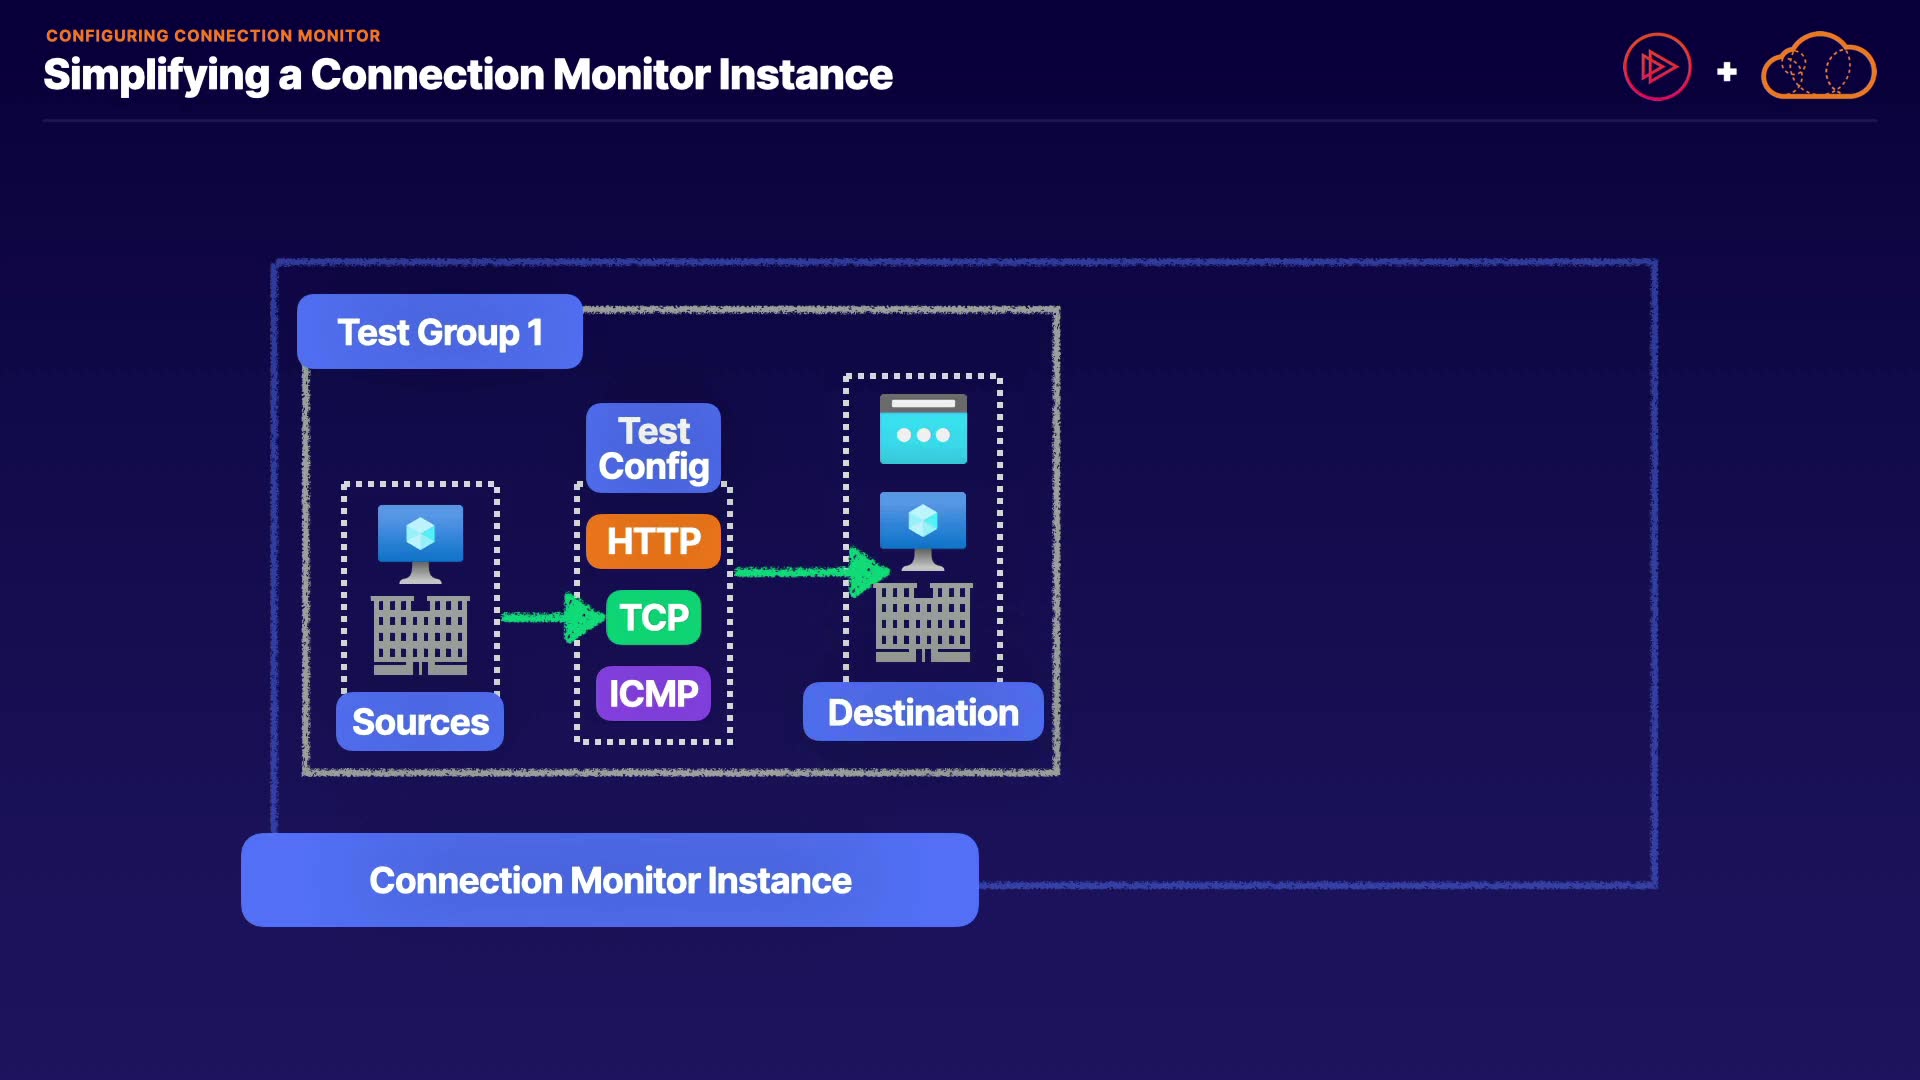 CONFIGURING CONNECTION MONITOR
Simplifying a Connection Monitor Instance
Test Group 1
Test
Config
HTTP
TCP
ICMP
Sources
Destination
Connection Monitor Instance